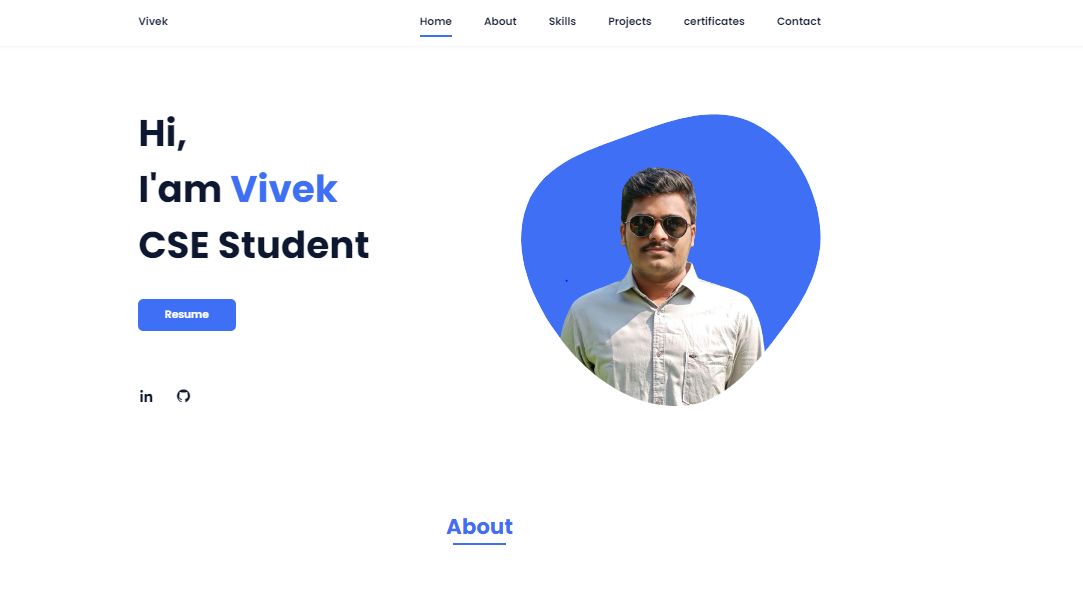 Vivek
Home About Skills Projects certificates Contact
Hi,
I'am Vivek
CSE Student
Resume
in
About